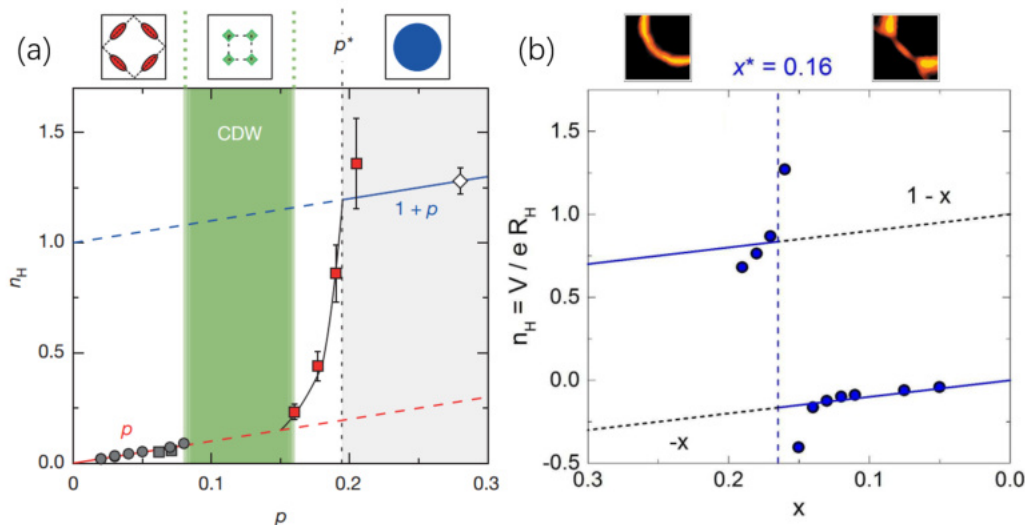 (a)
p*
CDW
1 + p
p
n_H
1.5
1.0
0.5
0.0
0
0.1
0.2
0.3
p
(b)
x* = 0.16
1 - x
-x
n_H = V / e R_H
1.5
1.0
0.5
0.0
-0.5
0.3
0.2
0.1
0.0
x